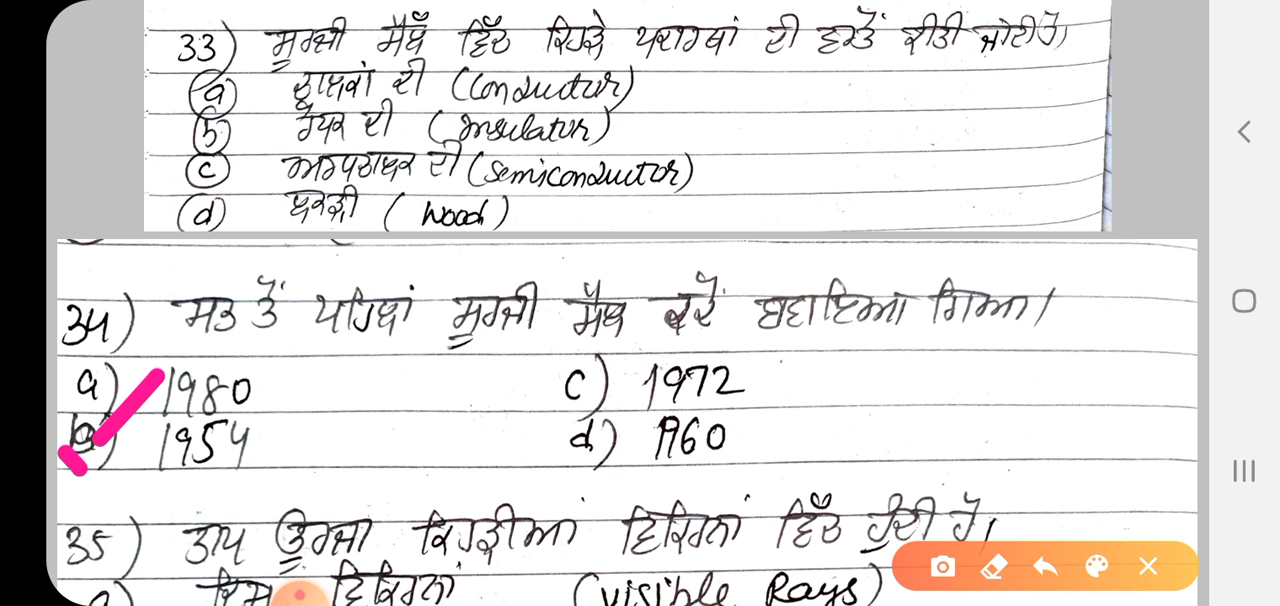 33) ਸੂਰਜੀ ਸੈੱਲ ਵਿੱਚ ਕਿਹੜੇ ਪਦਾਰਥਾਂ ਦੀ ਵਰਤੋਂ ਕੀਤੀ ਜਾਂਦੀ ਹੈ।
(a) ਚਾਲਕਾਂ ਦੀ (Conductor)
(b) ਰੋਧਕ ਦੀ (Insulator)
(c) ਅਰਧਚਾਲਕ ਦੀ (Semiconductor)
(d) ਲਕੜੀ (Wood)
34) ਸਭ ਤੋਂ ਪਹਿਲਾਂ ਸੂਰਜੀ ਸੈੱਲ ਕਦੋਂ ਬਣਾਇਆ ਗਿਆ।
a) 1980 c) 1972
b) 1954 d) 1960
35) ਤਾਪ ਊਰਜਾ ਕਿਹੜੀਆਂ ਵਿਕਿਰਨਾਂ ਵਿੱਚ ਹੁੰਦੀ ਹੈ।
a) ਵਿਕਿਰਨਾਂ (Visible Rays)